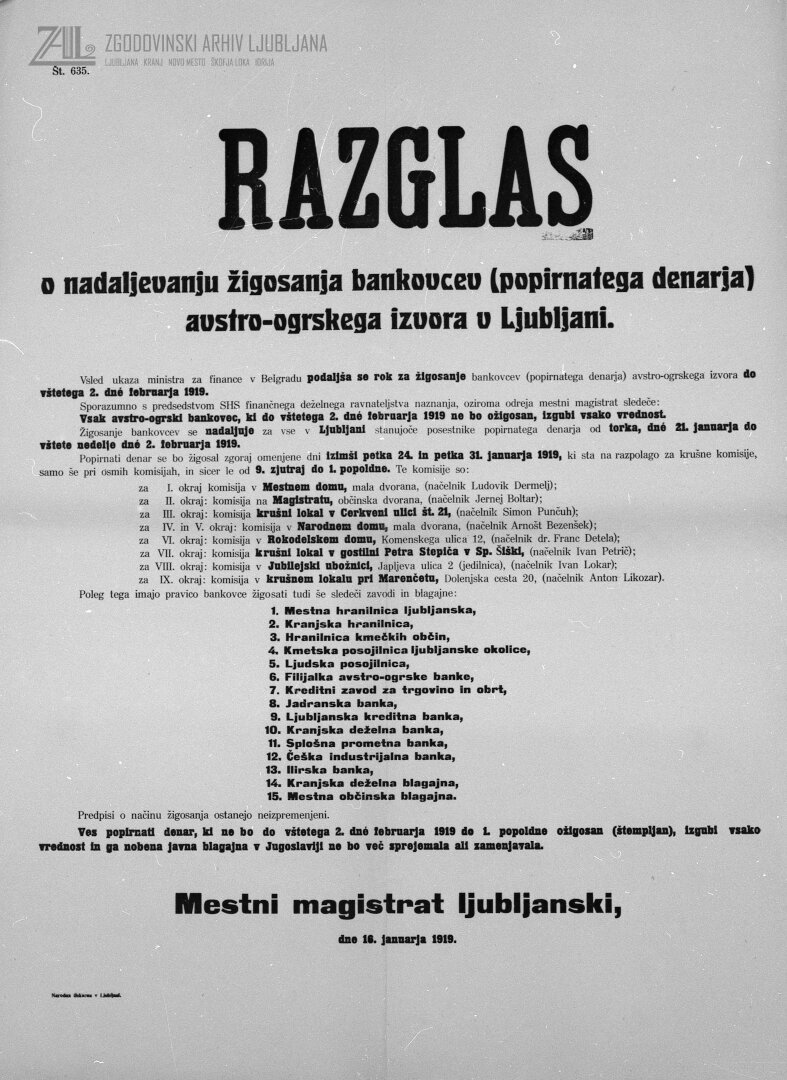 ZAL
ZGODOVINSKI ARHIV LJUBLJANA
LJUBLJANA KRANJ NOVO MESTO ŠKOFJA LOKA IDRIJA
Št. 635.
RAZGLAS
o nadaljevanju žigosanja bankovcev (popirnatega denarja)
avstro-ogrskega izvora v Ljubljani.
Vsled ukaza ministra za finance v Belgradu podaljša se rok za žigosanje bankovcev (popirnatega denarja) avstro-ogrskega izvora do
vštetega 2. dné februarja 1919.
Sporazumno s predsedstvom SHS finančnega deželnega ravnateljstva naznanja, oziroma odreja mestni magistrat sledeče:
Vsak avstro-ogrski bankovec, ki do vštetega 2. dné februarja 1919 ne bo ožigosan, izgubi vsako vrednost.
Žigosanje bankovcev se nadaljuje za vse v Ljubljani stanujoče posestnike popirnatega denarja od torka, dné 21. januarja do
vštete nedelje dné 2. februarja 1919.
Popirnati denar se bo žigosal zgoraj omenjene dni izimši petka 24. in petka 31. januarja 1919, ki sta na razpolago za krušne komisije,
samo še pri osmih komisijah, in sicer le od 9. zjutraj do 1. popoldne. Te komisije so:
za I. okraj komisija v Mestnem domu, mala dvorana, (načelnik Ludovik Dermelj);
za II. okraj: komisija na Magistratu, občinska dvorana, (načelnik Jernej Boltar);
za III. okraj: komisija krušni lokal v Cerkveni ulici št. 21, (načelnik Simon Punčuh);
za IV. in V. okraj: komisija v Narodnem domu, mala dvorana, (načelnik Arnošt Bezenšek);
za VI. okraj: komisija v Rokodelskem domu, Komenskega ulica 12, (načelnik dr. Franc Detela);
za VII. okraj: komisija krušni lokal v gostilni Petra Stepiča v Sp. Šiški, (načelnik Ivan Petrič);
za VIII. okraj: komisija v Jubilejski ubožnici, Japljeva ulica 2 (jedilnica), (načelnik Ivan Lokar);
za IX. okraj: komisija v krušnem lokalu pri Marenčetu, Dolenjska cesta 20, (načelnik Anton Likozar).
Poleg tega imajo pravico bankovce žigosati tudi še sledeči zavodi in blagajne:
1. Mestna hranilnica ljubljanska,
2. Kranjska hranilnica,
3. Hranilnica kmečkih občin,
4. Kmetska posojilnica ljubljanske okolice,
5. Ljudska posojilnica,
6. Filijalka avstro-ogrske banke,
7. Kreditni zavod za trgovino in obrt,
8. Jadranska banka,
9. Ljubljanska kreditna banka,
10. Kranjska deželna banka,
11. Splošna prometna banka,
12. Češka industrijalna banka,
13. Ilirska banka,
14. Kranjska deželna blagajna,
15. Mestna občinska blagajna.
Predpisi o načinu žigosanja ostanejo neizpremenjeni.
Ves popirnati denar, ki ne bo do vštetega 2. dné februarja 1919 do 1. popoldne ožigosan (štempljan), izgubi vsako
vrednost in ga nobena javna blagajna v Jugoslaviji ne bo več sprejemala ali zamenjavala.
Mestni magistrat ljubljanski,
dne 16. januarja 1919.
Narodna tiskarna v Ljubljani.